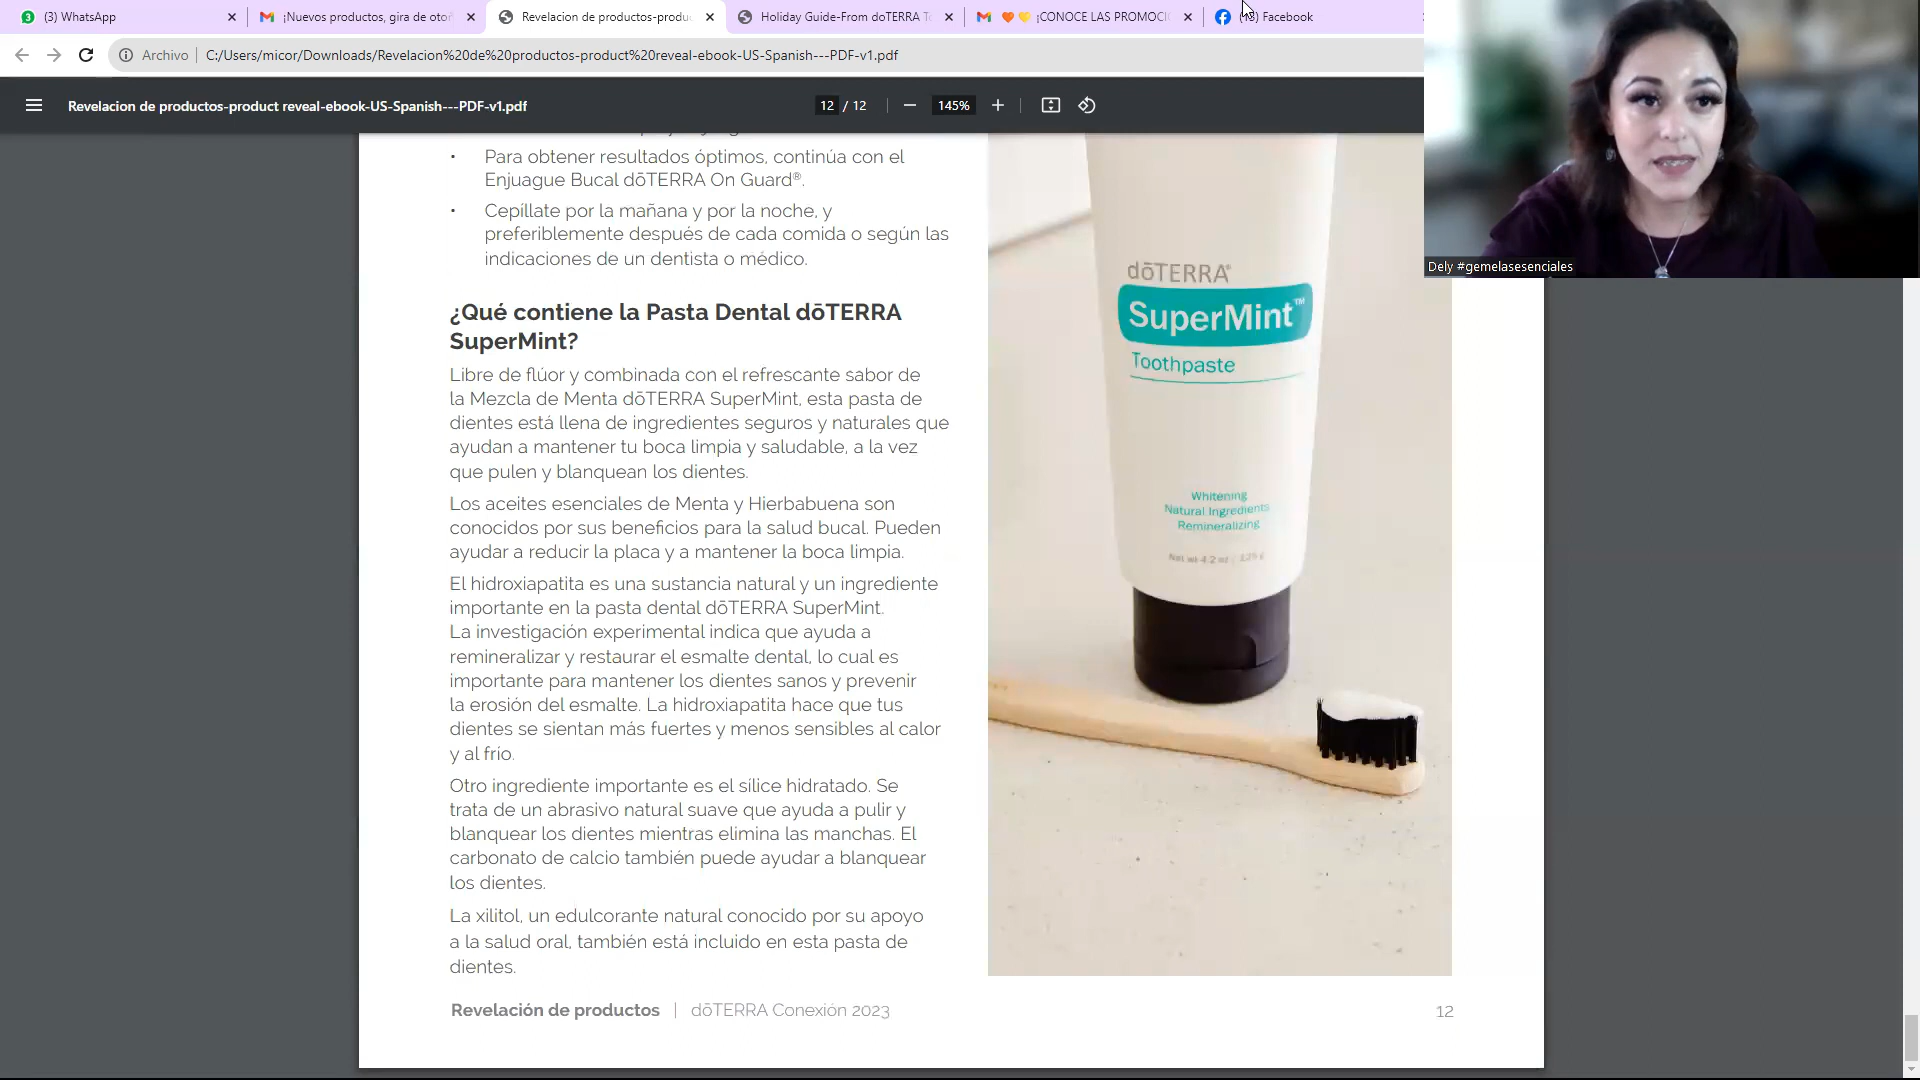 (3) WhatsApp
¡Nuevos productos, gira de otoñ
Revelacion de productos-produ
Holiday Guide-From doTERRA T
¡CONOCE LAS PROMOCI
Facebook
Archivo
C:/Users/micor/Downloads/Revelacion%20de%20productos-product%20reveal-ebook-US-Spanish---PDF-v1.pdf
Revelacion de productos-product reveal-ebook-US-Spanish---PDF-v1.pdf
12 / 12
145%
Dely #gemelasesenciales
• Para obtener resultados óptimos, continúa con el
Enjuague Bucal dōTERRA On Guard®.
• Cepíllate por la mañana y por la noche, y
preferiblemente después de cada comida o según las
indicaciones de un dentista o médico.
¿Qué contiene la Pasta Dental dōTERRA
SuperMint?
Libre de flúor y combinada con el refrescante sabor de
la Mezcla de Menta dōTERRA SuperMint, esta pasta de
dientes está llena de ingredientes seguros y naturales que
ayudan a mantener tu boca limpia y saludable, a la vez
que pulen y blanquean los dientes.
Los aceites esenciales de Menta y Hierbabuena son
conocidos por sus beneficios para la salud bucal. Pueden
ayudar a reducir la placa y a mantener la boca limpia.
El hidroxiapatita es una sustancia natural y un ingrediente
importante en la pasta dental dōTERRA SuperMint.
La investigación experimental indica que ayuda a
remineralizar y restaurar el esmalte dental, lo cual es
importante para mantener los dientes sanos y prevenir
la erosión del esmalte. La hidroxiapatita hace que tus
dientes se sientan más fuertes y menos sensibles al calor
y al frío.
Otro ingrediente importante es el sílice hidratado. Se
trata de un abrasivo natural suave que ayuda a pulir y
blanquear los dientes mientras elimina las manchas. El
carbonato de calcio también puede ayudar a blanquear
los dientes.
La xilitol, un edulcorante natural conocido por su apoyo
a la salud oral, también está incluido en esta pasta de
dientes.
dōTERRA®
SuperMint™
Toothpaste
Whitening
Natural Ingredients
Remineralizing
Net wt 4.2 oz
Revelación de productos | dōTERRA Conexión 2023
12